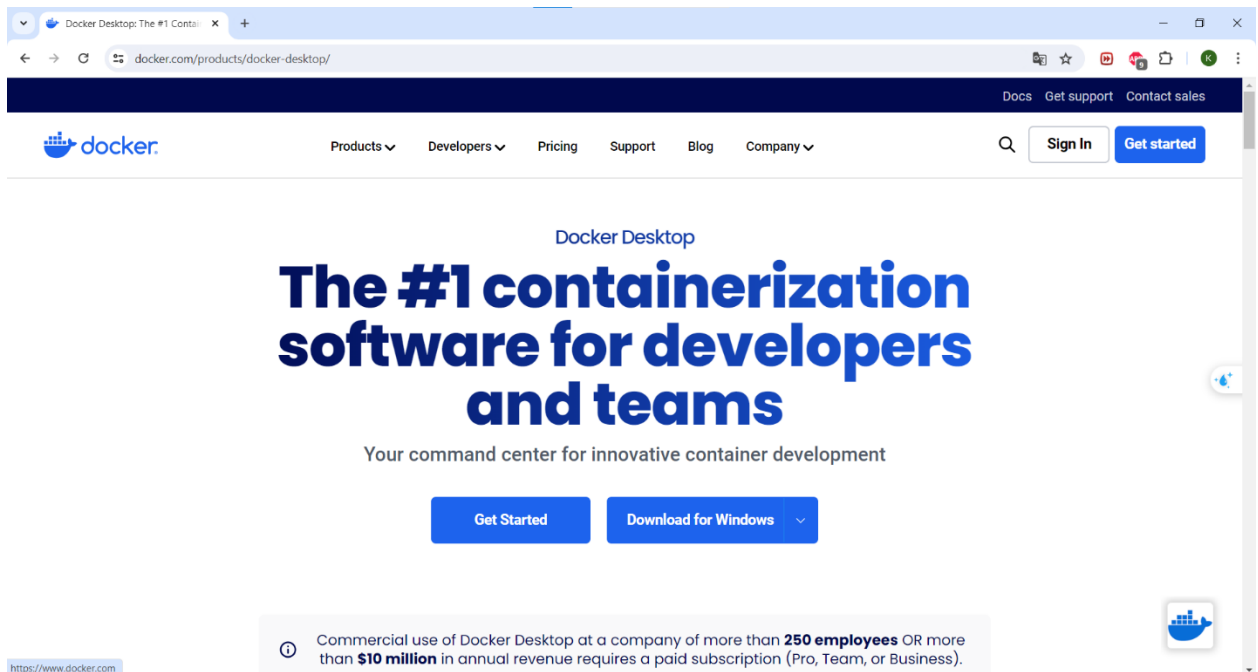 Docker Desktop: The #1 Contai
docker.com/products/docker-desktop/
9
K
Docs Get support Contact sales
docker
Products Developers Pricing Support Blog Company Sign In Get started
Docker Desktop
The #1 containerization
software for developers
and teams
Your command center for innovative container development
Get Started Download for Windows
Commercial use of Docker Desktop at a company of more than 250 employees OR more
than $10 million in annual revenue requires a paid subscription (Pro, Team, or Business).
https://www.docker.com